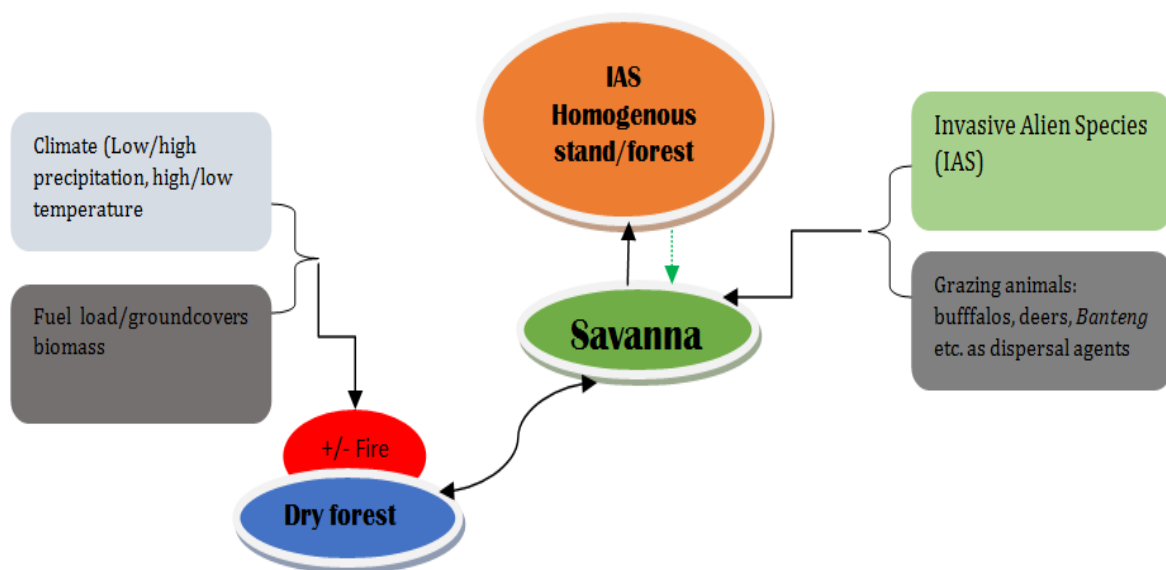 IAS
Homogenous
stand/forest
Climate (Low/high
precipitation, high/low
temperature
Invasive Alien Species
(IAS)
Fuel load/groundcovers
biomass
Grazing animals:
bufffalos, deers, Banteng
etc. as dispersal agents
Savanna
+/- Fire
Dry forest